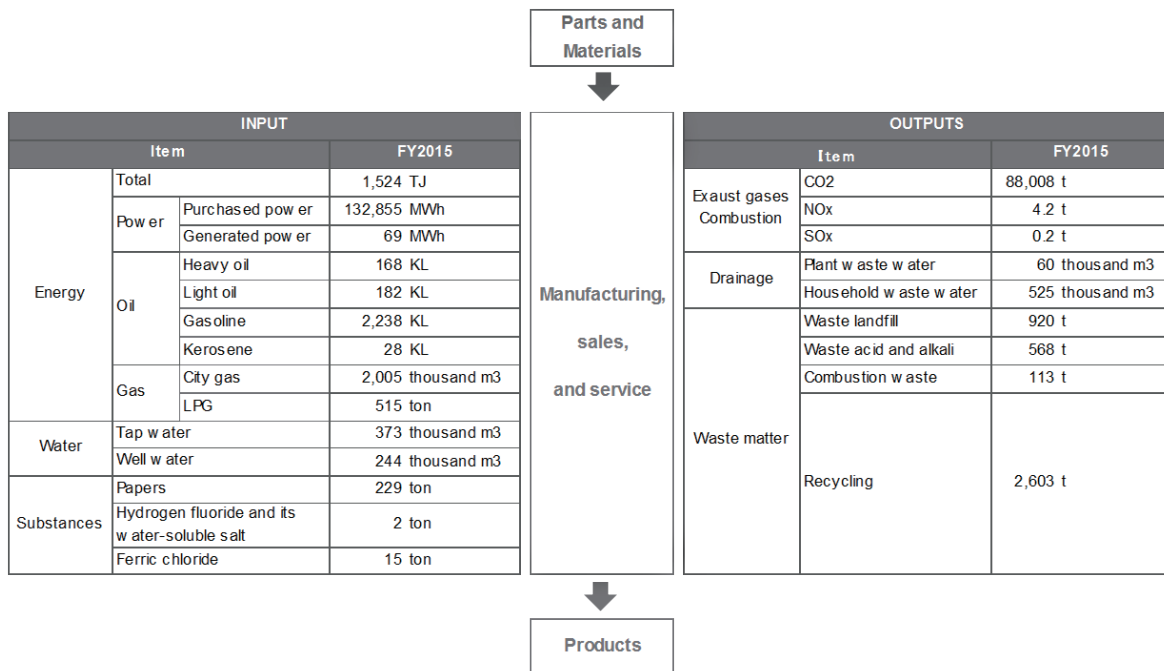 Parts and
Materials
INPUT
Item FY2015
Energy
Total 1,524 TJ
Power Purchased power 132,855 MWh
Generated power 69 MWh
Oil Heavy oil 168 KL
Light oil 182 KL
Gasoline 2,238 KL
Kerosene 28 KL
Gas City gas 2,005 thousand m3
LPG 515 ton
Water Tap water 373 thousand m3
Well water 244 thousand m3
Substances Papers 229 ton
Hydrogen fluoride and its
water-soluble salt 2 ton
Ferric chloride 15 ton
Manufacturing,
sales,
and service
OUTPUTS
Item FY2015
Exaust gases
Combustion
CO2 88,008 t
NOx 4.2 t
SOx 0.2 t
Drainage Plant waste water 60 thousand m3
Household waste water 525 thousand m3
Waste matter
Waste landfill 920 t
Waste acid and alkali 568 t
Combustion waste 113 t
Recycling 2,603 t
Products